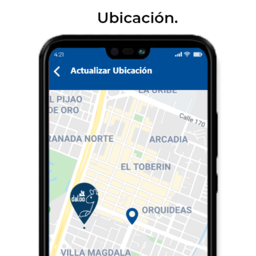 Ubicación.
4:21
Actualizar Ubicación
LA URIBE
EL PIJAO
DE ORO
Calle 170
RANADA NORTE
ARCADIA
EL TOBERIN
daloo
ORQUIDEAS
VILLA MAGDALA